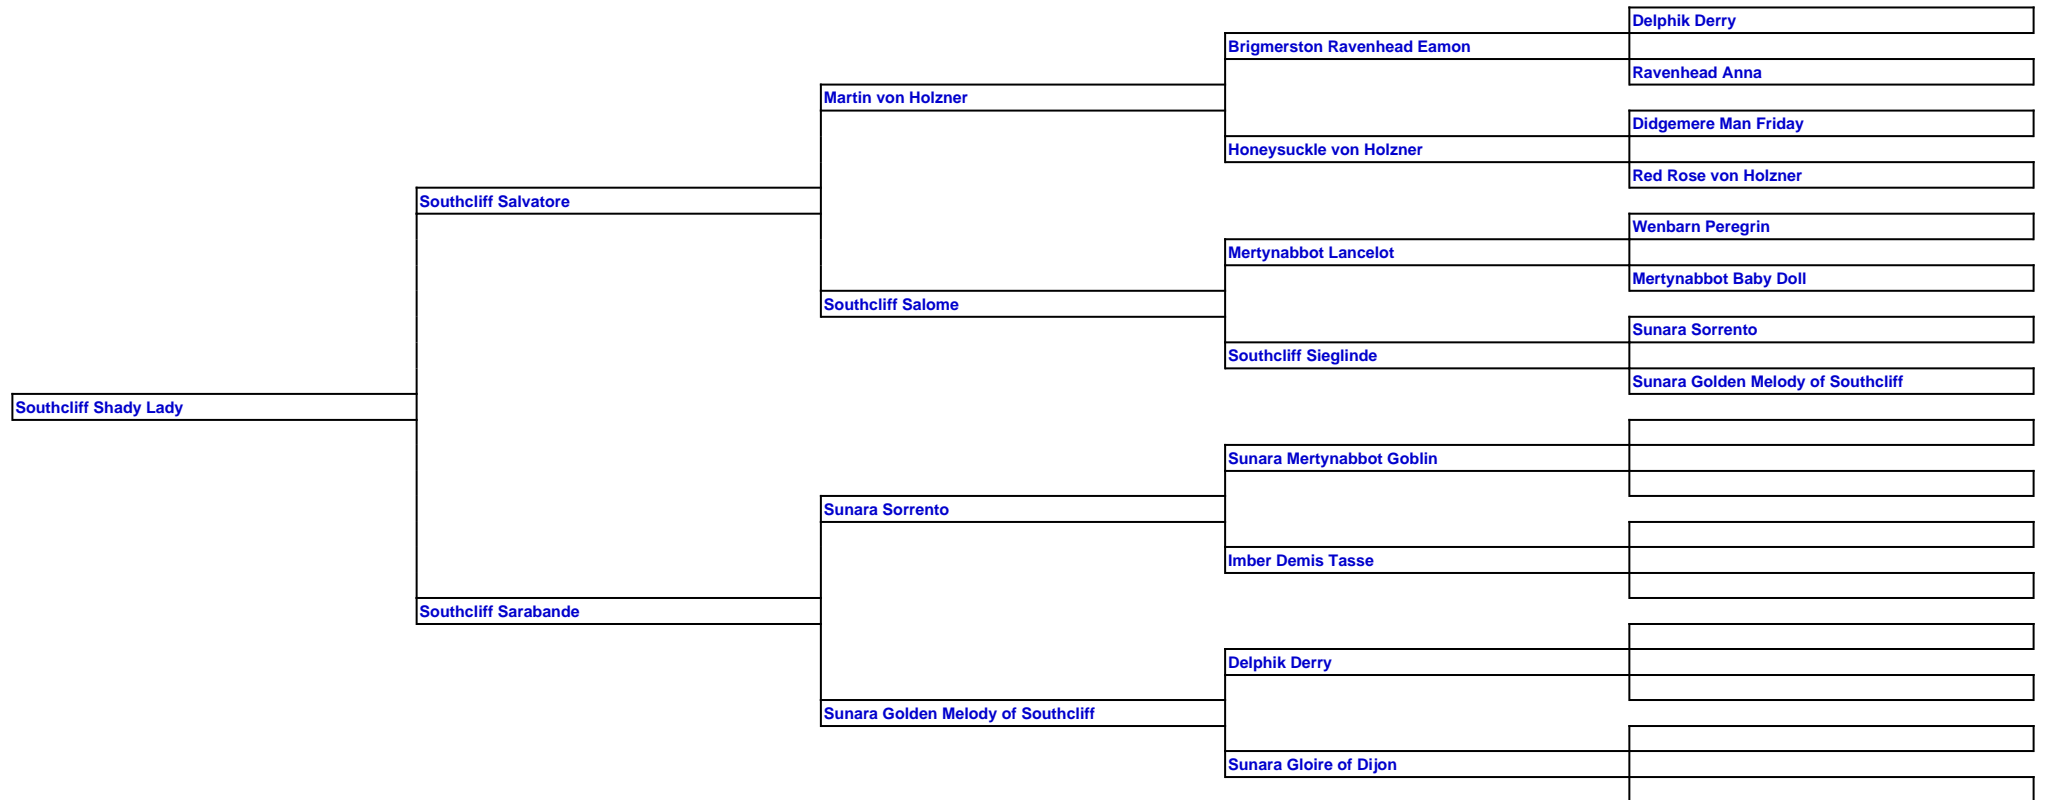 Delphik Derry
Brigmerston Ravenhead Eamon
Ravenhead Anna
Martin von Holzner
Didgemere Man Friday
Honeysuckle von Holzner
Red Rose von Holzner
Southcliff Salvatore
Wenbarn Peregrin
Mertynabbot Lancelot
Mertynabbot Baby Doll
Southcliff Salome
Sunara Sorrento
Southcliff Sieglinde
Sunara Golden Melody of Southcliff
Southcliff Shady Lady
Sunara Mertynabbot Goblin
Sunara Sorrento
Imber Demis Tasse
Southcliff Sarabande
Delphik Derry
Sunara Golden Melody of Southcliff
Sunara Gloire of Dijon